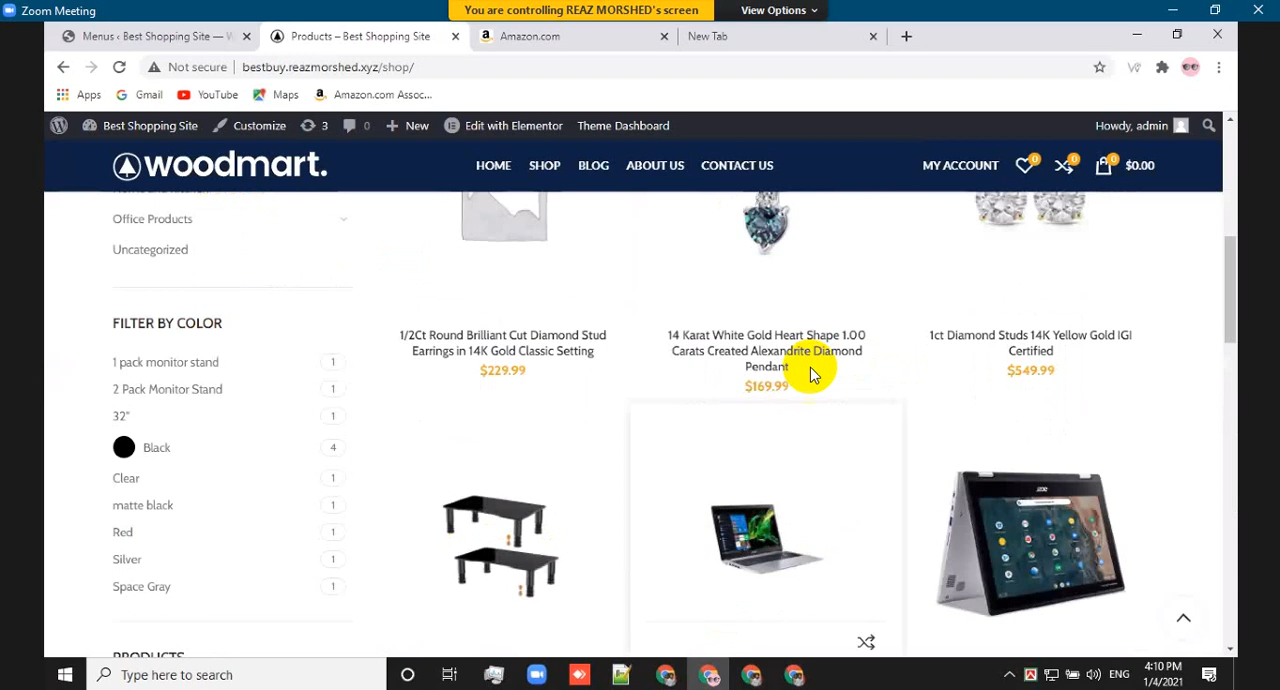 Zoom Meeting
You are controlling REAZ MORSHED's screen
View Options
Menus ‹ Best Shopping Site — W
Products – Best Shopping Site
Amazon.com
New Tab
Not secure
bestbuy.reazmorshed.xyz/shop/
Apps
Gmail
YouTube
Maps
Amazon.com Assoc...
Best Shopping Site
Customize
3
0
New
Edit with Elementor
Theme Dashboard
Howdy, admin
woodmart.
HOME
SHOP
BLOG
ABOUT US
CONTACT US
MY ACCOUNT
0
0
0
$0.00
Office Products
Uncategorized
FILTER BY COLOR
1 pack monitor stand 1
2 Pack Monitor Stand 1
32" 1
Black 4
Clear 1
matte black 1
Red 1
Silver 1
Space Gray 1
PRODUCTS
1/2Ct Round Brilliant Cut Diamond Stud
Earrings in 14K Gold Classic Setting
$229.99
14 Karat White Gold Heart Shape 1.00
Carats Created Alexandrite Diamond
Pendant
$169.99
1ct Diamond Studs 14K Yellow Gold IGI
Certified
$549.99
acer
Type here to search
ENG
4:10 PM
1/4/2021